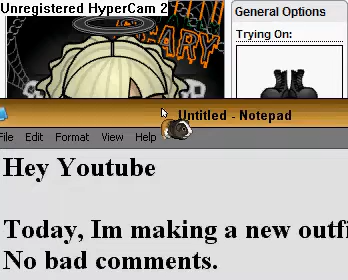 Unregistered HyperCam 2
General Options
Trying On:
Untitled - Notepad
File Edit Format View Help
Hey Youtube
Today, Im making a new outfi
No bad comments.